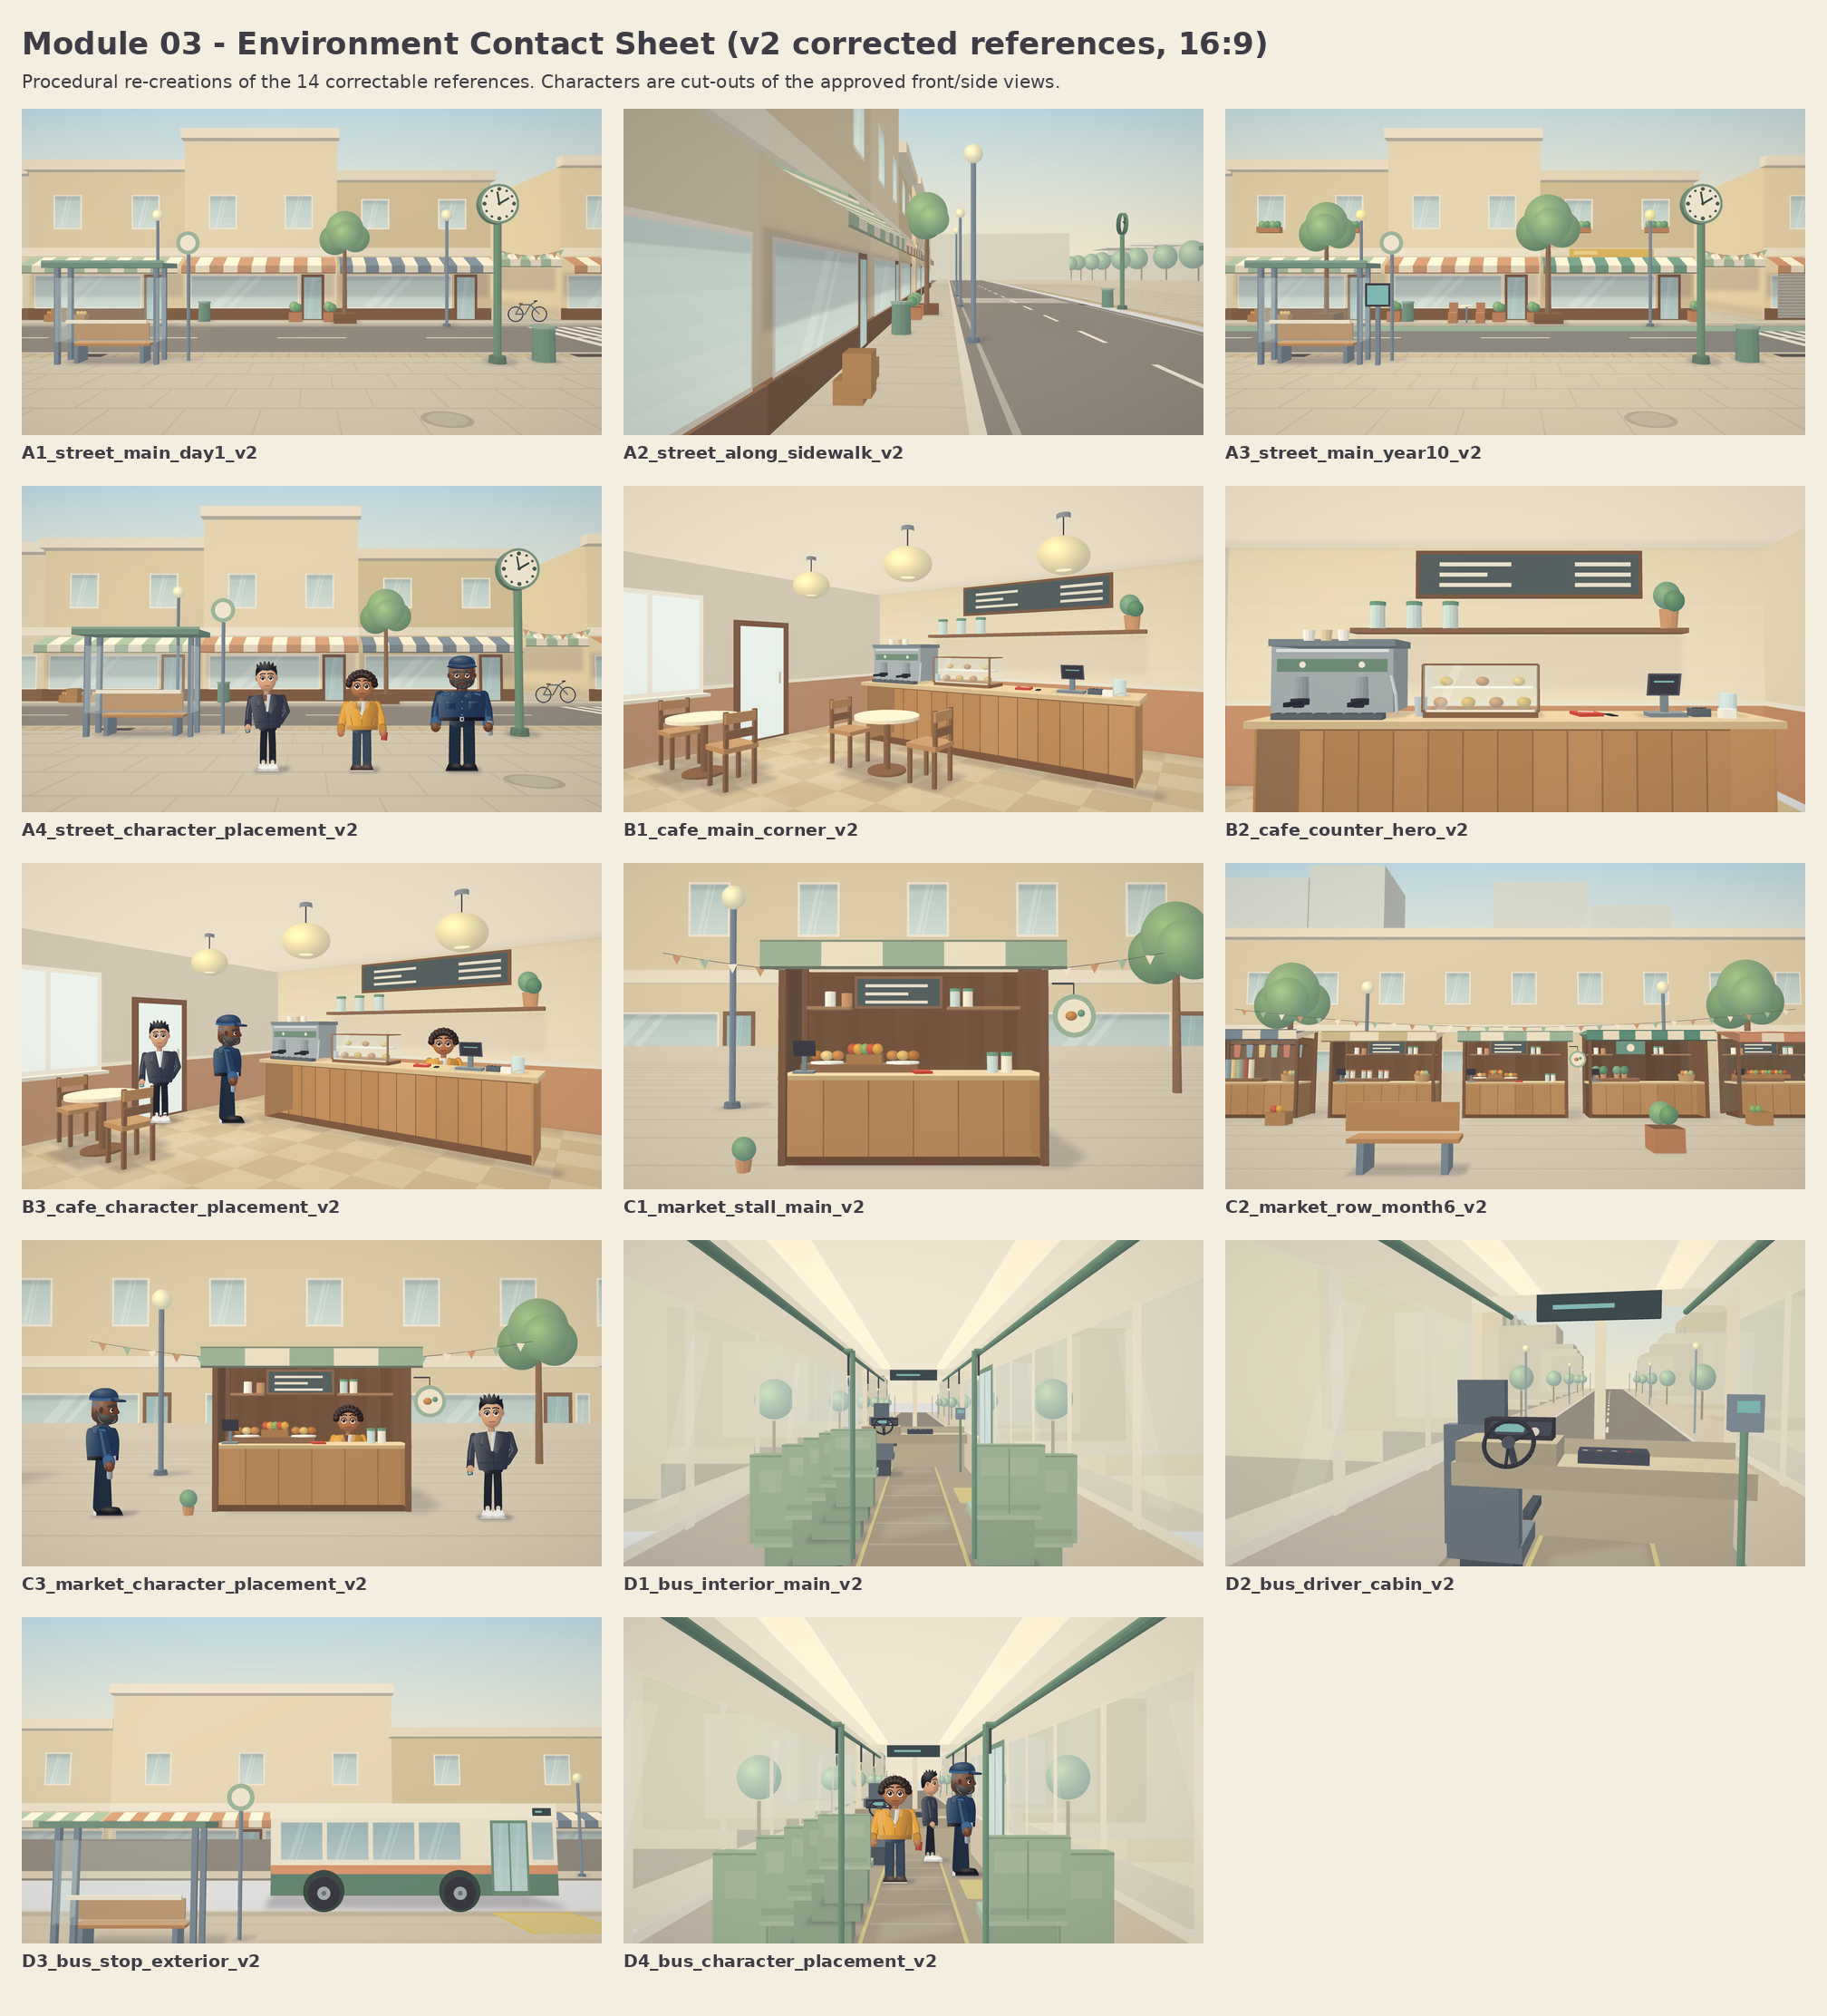 Module 03 - Environment Contact Sheet (v2 corrected references, 16:9)
Procedural re-creations of the 14 correctable references. Characters are cut-outs of the approved front/side views.
A1_street_main_day1_v2
A2_street_along_sidewalk_v2
A3_street_main_year10_v2
A4_street_character_placement_v2
B1_cafe_main_corner_v2
B2_cafe_counter_hero_v2
B3_cafe_character_placement_v2
C1_market_stall_main_v2
C2_market_row_month6_v2
C3_market_character_placement_v2
D1_bus_interior_main_v2
D2_bus_driver_cabin_v2
D3_bus_stop_exterior_v2
D4_bus_character_placement_v2